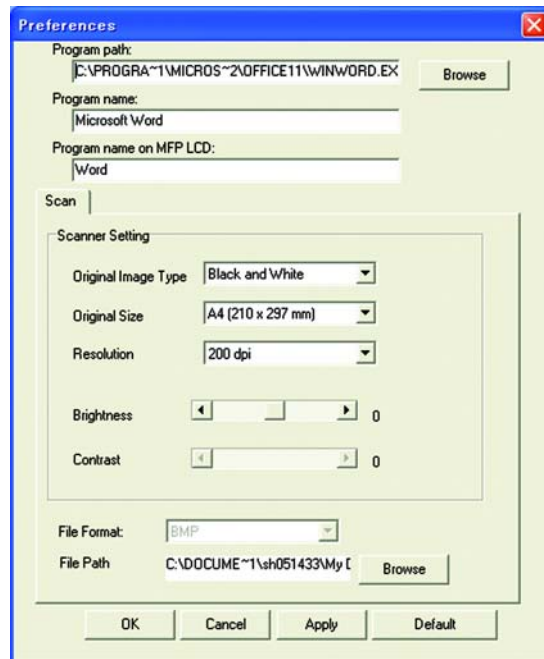 Preferences
Program path:
C:\PROGRA~1\MICROS~2\OFFICE11\WINWORD.EX
Browse
Program name:
Microsoft Word
Program name on MFP LCD:
Word
Scan
Scanner Setting
Original Image Type Black and White
Original Size A4 (210 x 297 mm)
Resolution 200 dpi
Brightness 0
Contrast 0
File Format: BMP
File Path C:\DOCUME~1\sh051433\My D Browse
OK Cancel Apply Default